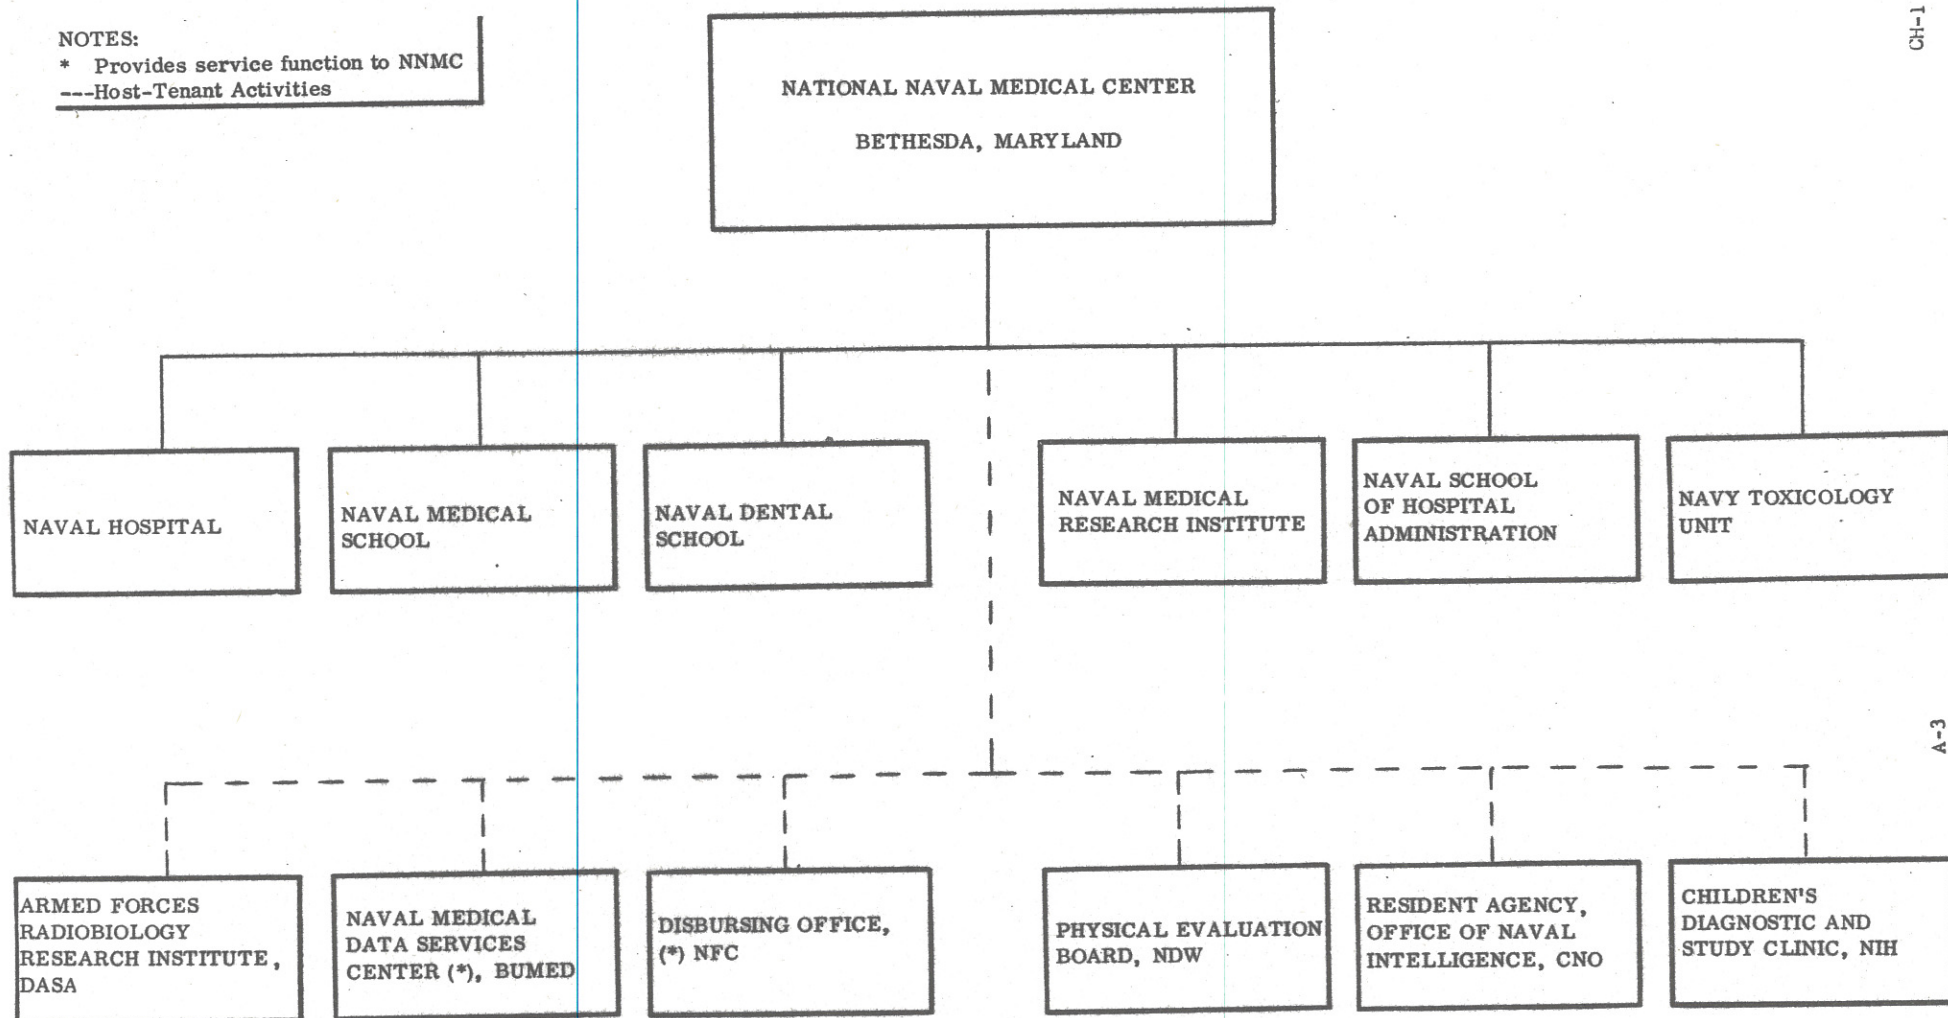 NOTES:
* Provides service function to NNMC
---Host-Tenant Activities
NATIONAL NAVAL MEDICAL CENTER
BETHESDA, MARYLAND
CH-1
NAVAL HOSPITAL
NAVAL MEDICAL
SCHOOL
NAVAL DENTAL
SCHOOL
NAVAL MEDICAL
RESEARCH INSTITUTE
NAVAL SCHOOL
OF HOSPITAL
ADMINISTRATION
NAVY TOXICOLOGY
UNIT
A-3
ARMED FORCES
RADIOBIOLOGY
RESEARCH INSTITUTE,
DASA
NAVAL MEDICAL
DATA SERVICES
CENTER (*), BUMED
DISBURSING OFFICE,
(*) NFC
PHYSICAL EVALUATION
BOARD, NDW
RESIDENT AGENCY,
OFFICE OF NAVAL
INTELLIGENCE, CNO
CHILDREN'S
DIAGNOSTIC AND
STUDY CLINIC, NIH